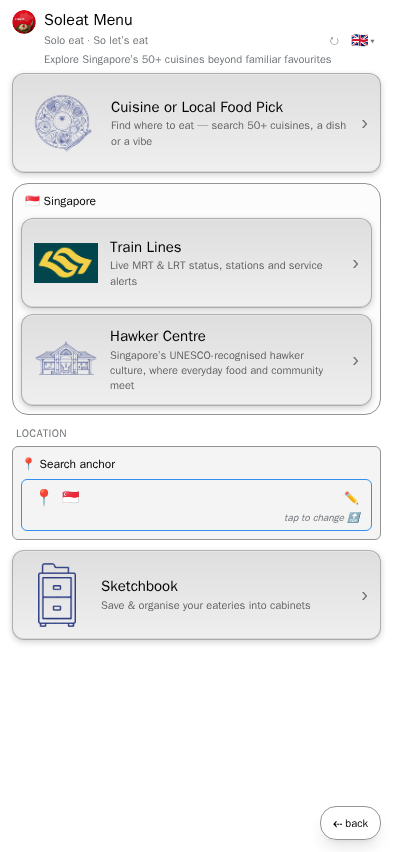 Soleat Menu
Solo eat · So let's eat
Explore Singapore's 50+ cuisines beyond familiar favourites
Cuisine or Local Food Pick
Find where to eat — search 50+ cuisines, a dish
or a vibe
🇸🇬 Singapore
Train Lines
Live MRT & LRT status, stations and service
alerts
Hawker Centre
Singapore's UNESCO-recognised hawker
culture, where everyday food and community
meet
LOCATION
📍 Search anchor
📍 🇸🇬 ✏️
tap to change 🔝
Sketchbook
Save & organise your eateries into cabinets
⇠ back